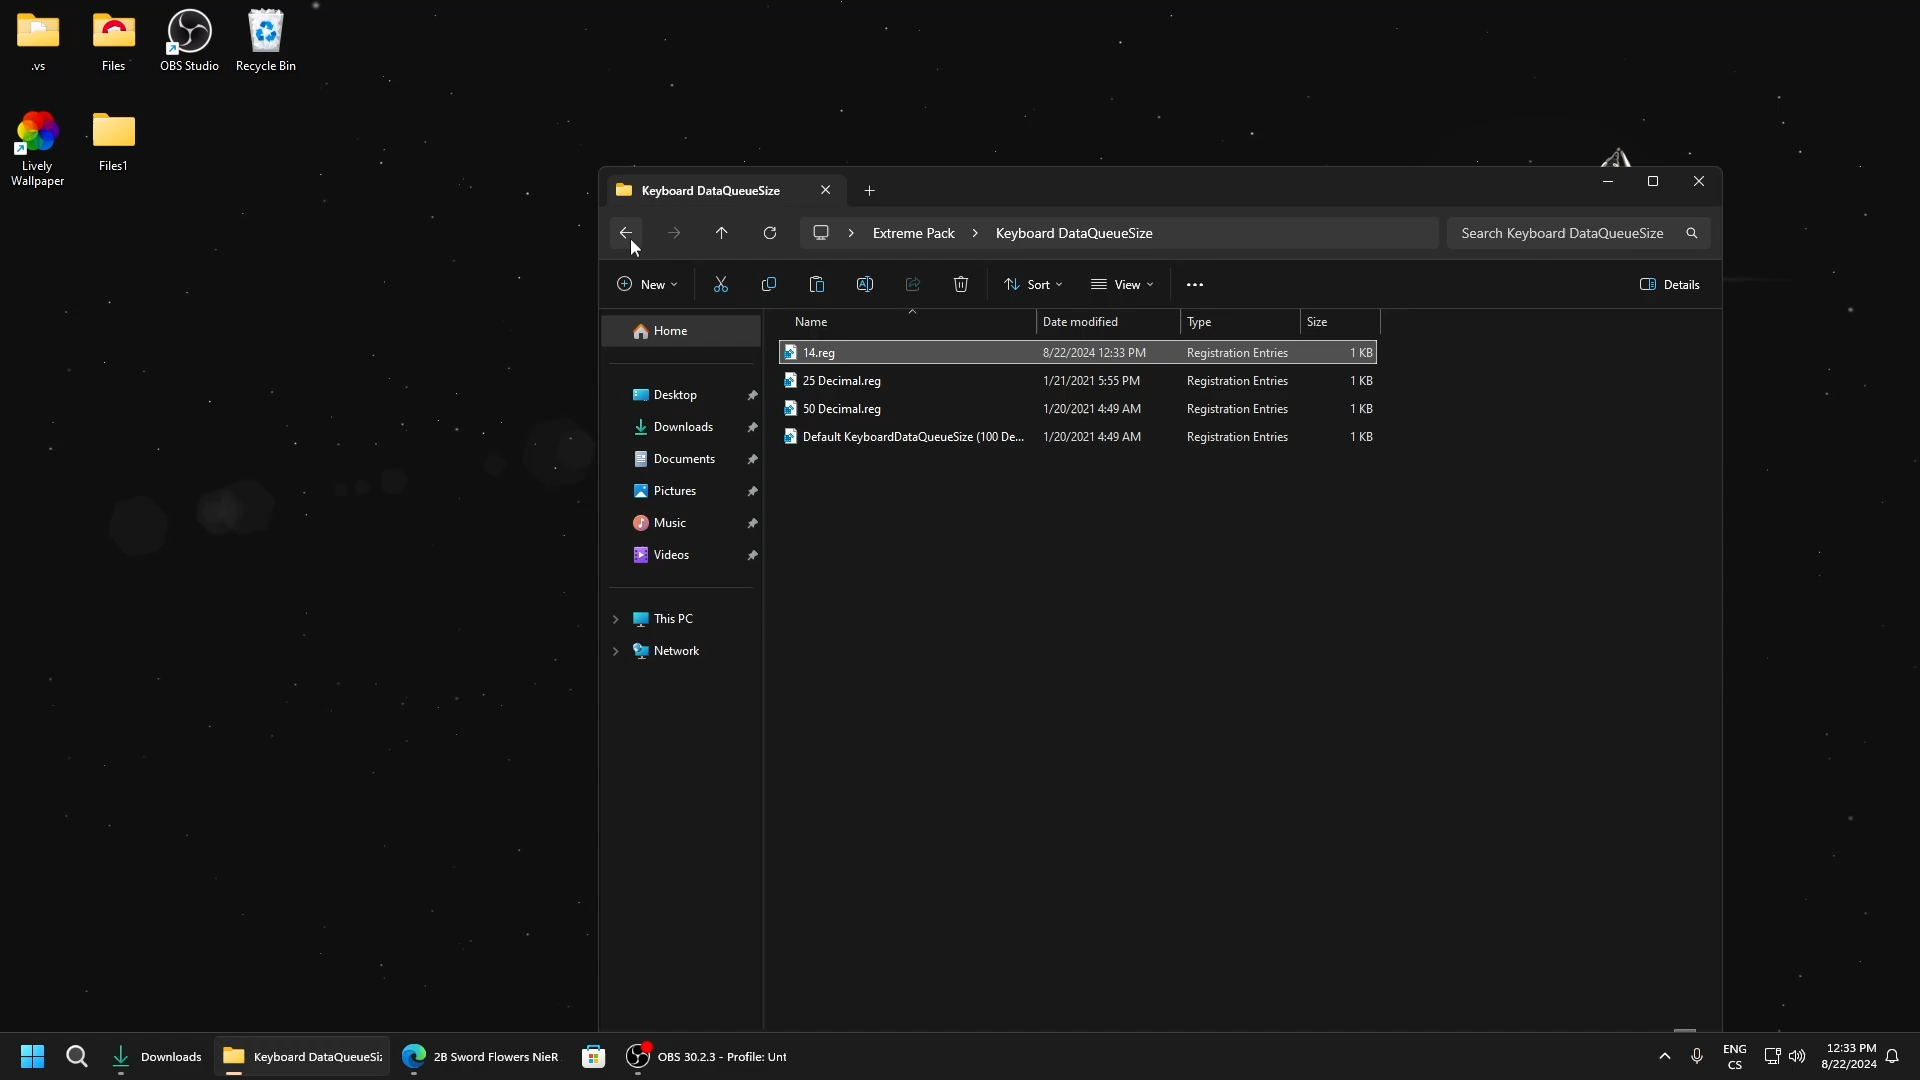 .vs
Files
OBS Studio
Recycle Bin
Lively
Wallpaper
Files1
Keyboard DataQueueSize
Extreme Pack > Keyboard DataQueueSize
Search Keyboard DataQueueSize
New
Sort
View
Details
Name
Date modified
Type
Size
Home
Desktop
Downloads
Documents
Pictures
Music
Videos
This PC
Network
14.reg 8/22/2024 12:33 PM Registration Entries 1 KB
25 Decimal.reg 1/21/2021 5:55 PM Registration Entries 1 KB
50 Decimal.reg 1/20/2021 4:49 AM Registration Entries 1 KB
Default KeyboardDataQueueSize (100 De... 1/20/2021 4:49 AM Registration Entries 1 KB
Downloads
Keyboard DataQueueSiz
2B Sword Flowers NieR
OBS 30.2.3 - Profile: Unt
ENG
CS
12:33 PM
8/22/2024